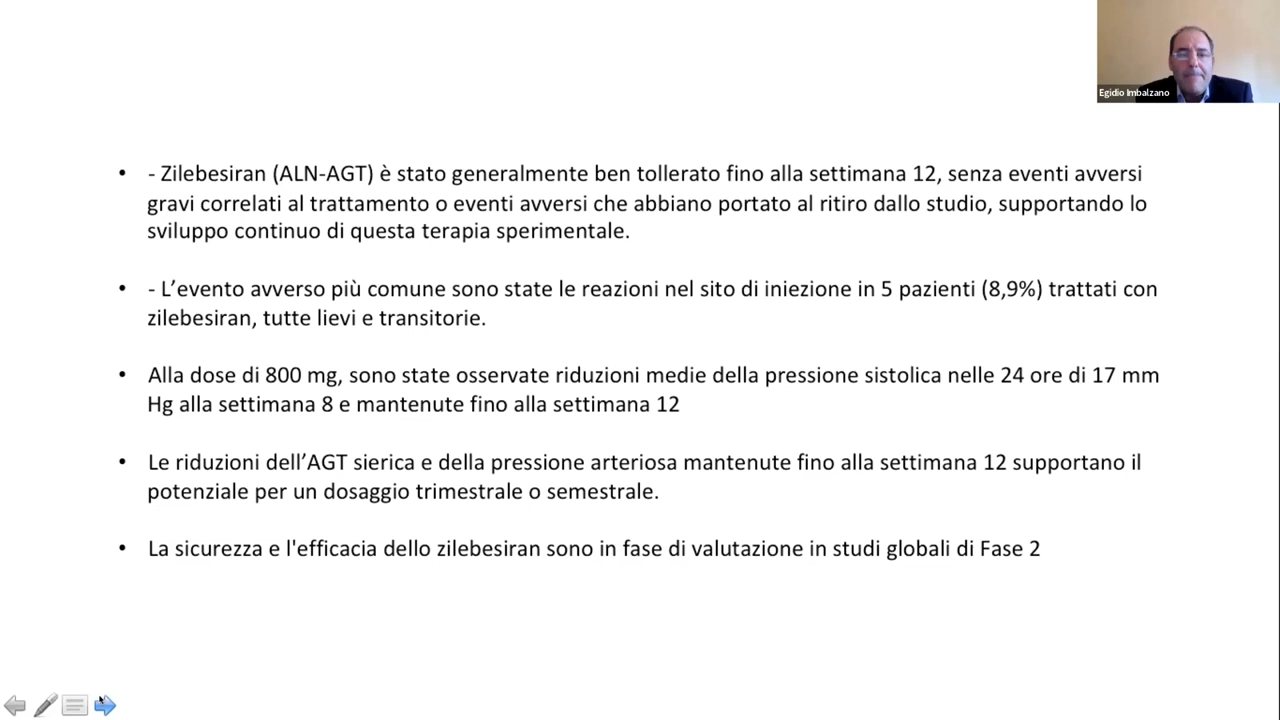 Egidio Imbalzano
• - Zilebesiran (ALN-AGT) è stato generalmente ben tollerato fino alla settimana 12, senza eventi avversi
gravi correlati al trattamento o eventi avversi che abbiano portato al ritiro dallo studio, supportando lo
sviluppo continuo di questa terapia sperimentale.
• - L’evento avverso più comune sono state le reazioni nel sito di iniezione in 5 pazienti (8,9%) trattati con
zilebesiran, tutte lievi e transitorie.
• Alla dose di 800 mg, sono state osservate riduzioni medie della pressione sistolica nelle 24 ore di 17 mm
Hg alla settimana 8 e mantenute fino alla settimana 12
• Le riduzioni dell’AGT sierica e della pressione arteriosa mantenute fino alla settimana 12 supportano il
potenziale per un dosaggio trimestrale o semestrale.
• La sicurezza e l'efficacia dello zilebesiran sono in fase di valutazione in studi globali di Fase 2